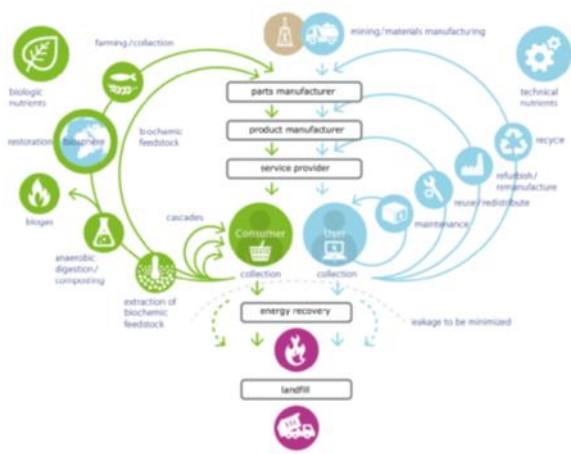 farming/collection
mining/materials manufacturing
biologic
nutrients
technical
nutrients
parts manufacturer
restoration
biosphere
biochemic
feedstock
product manufacturer
recycle
service provider
refurbish/
remanufacture
reuse/redistribute
biogas
cascades
Consumer
User
maintenance
anaerobic
digestion/
composting
collection
collection
extraction of
biochemic
feedstock
energy recovery
leakage to be minimized
landfill